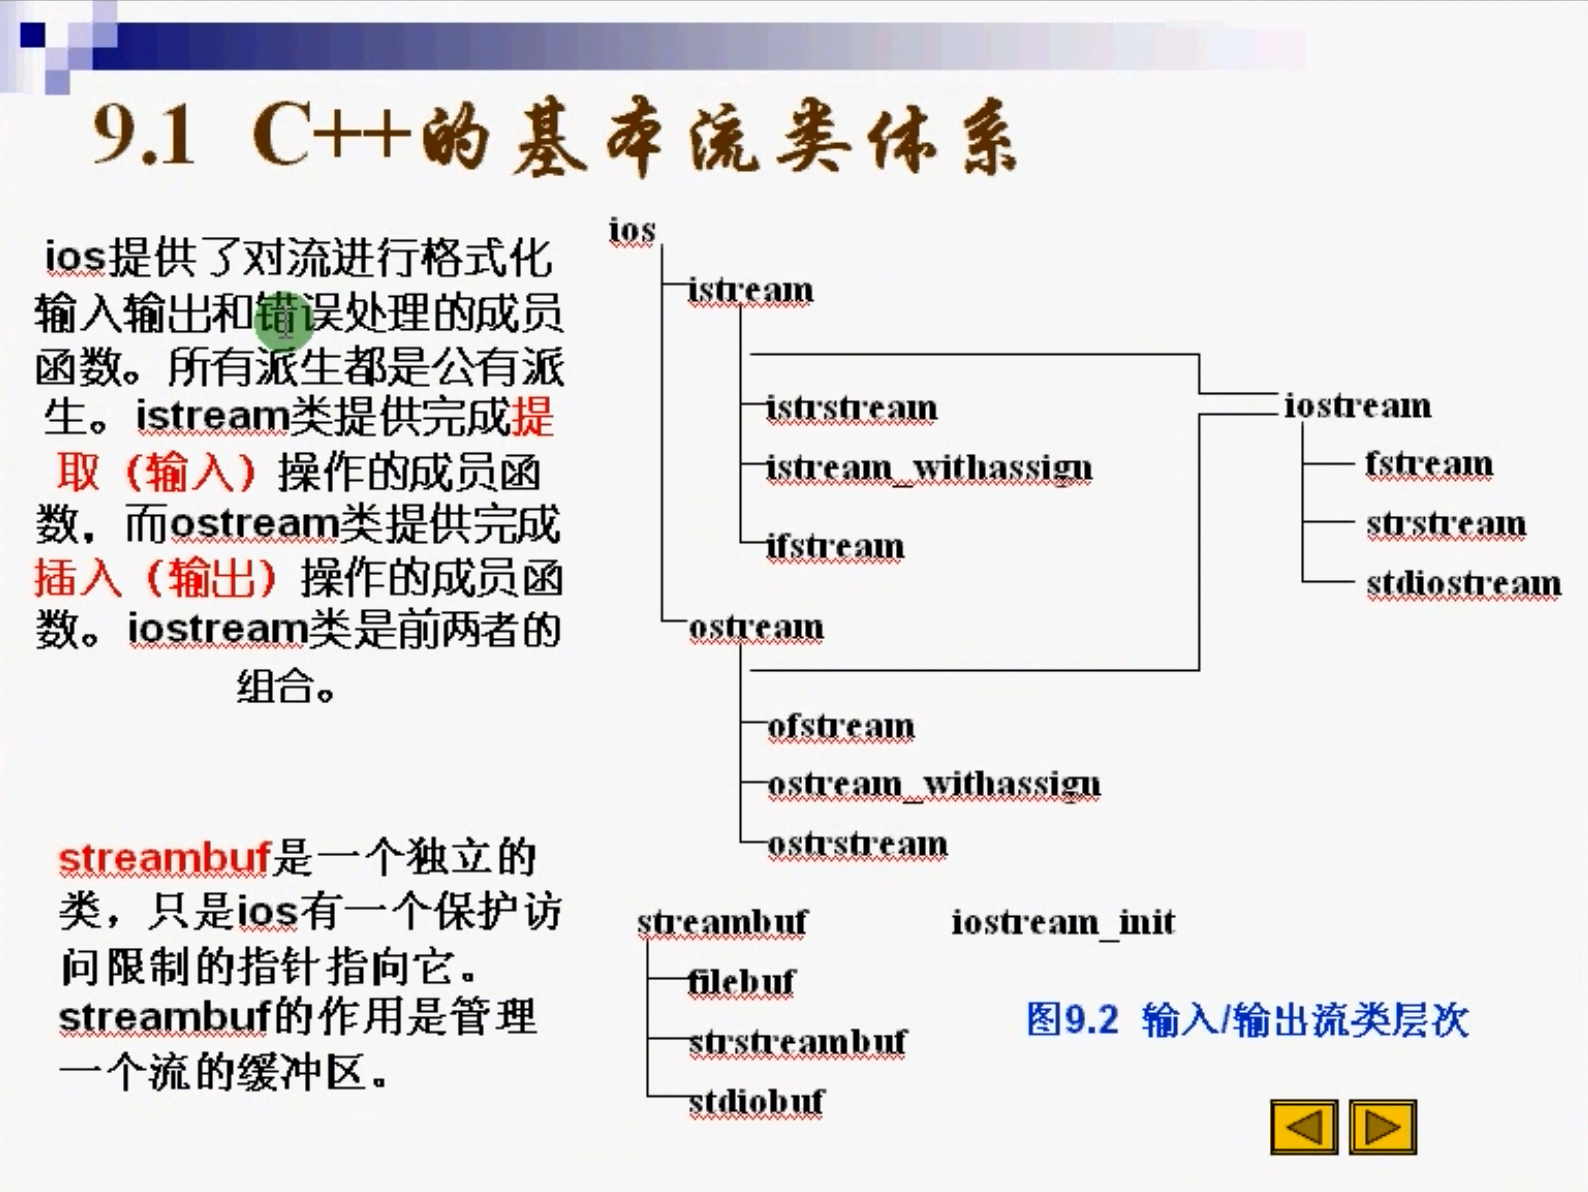 9.1 C++的基本流类体系
ios提供了对流进行格式化
输入输出和错误处理的成员
函数。所有派生都是公有派
生。istream类提供完成提
取（输入）操作的成员函
数，而ostream类提供完成
插入（输出）操作的成员函
数。iostream类是前两者的
组合。
streambuf是一个独立的
类，只是ios有一个保护访
问限制的指针指向它。
streambuf的作用是管理
一个流的缓冲区。
ios
istream
istrstream
istream_withassign
ifstream
ostream
ofstream
ostream_withassign
ostrstream
iostream
fstream
strstream
stdiostream
streambuf
filebuf
strstreambuf
stdiobuf
iostream_init
图9.2 输入/输出流类层次